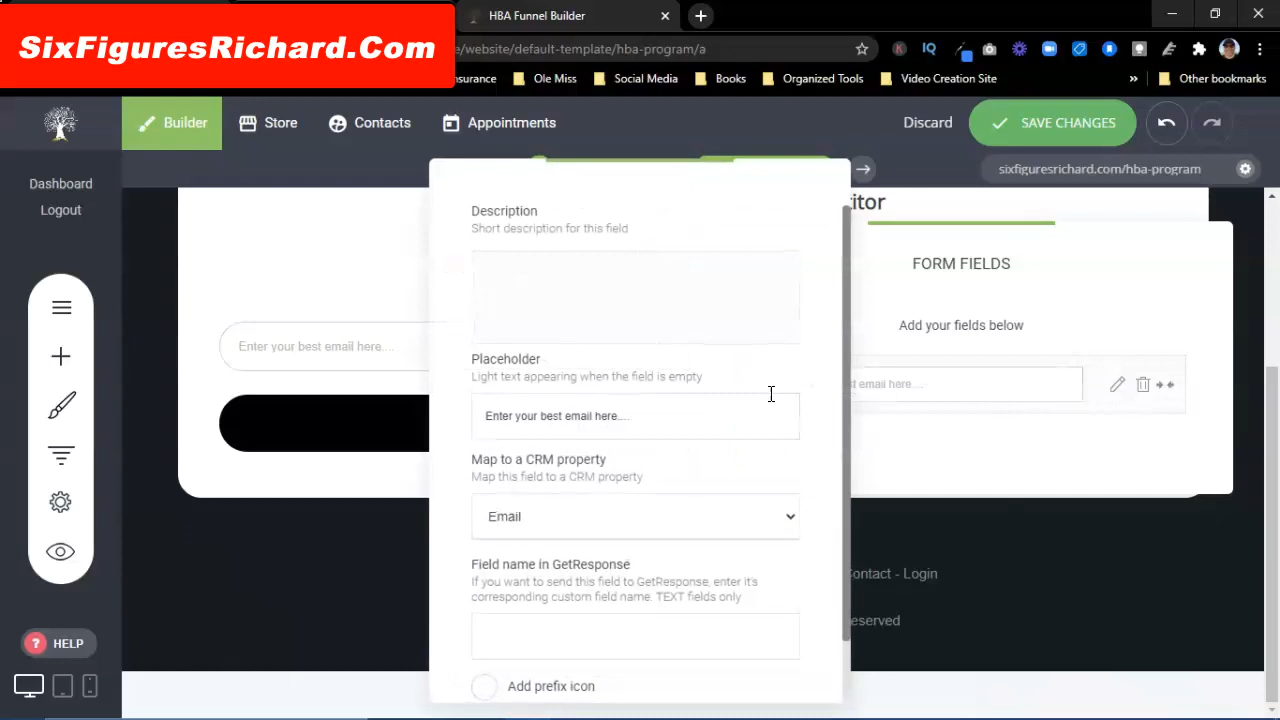 SixFiguresRichard.Com
HBA Funnel Builder
e/website/default-template/hba-program/a
IQ
surance
Ole Miss
Social Media
Books
Organized Tools
Video Creation Site
Other bookmarks
Builder
Store
Contacts
Appointments
Discard
SAVE CHANGES
sixfiguresrichard.com/hba-program
Dashboard
Logout
itor
FORM FIELDS
Add your fields below
Enter your best email here....
t email here....
Description
Short description for this field
Placeholder
Light text appearing when the field is empty
Enter your best email here....
Map to a CRM property
Map this field to a CRM property
Email
Field name in GetResponse
If you want to send this field to GetResponse, enter it's
corresponding custom field name. TEXT fields only
Add prefix icon
Contact - Login
eserved
? HELP